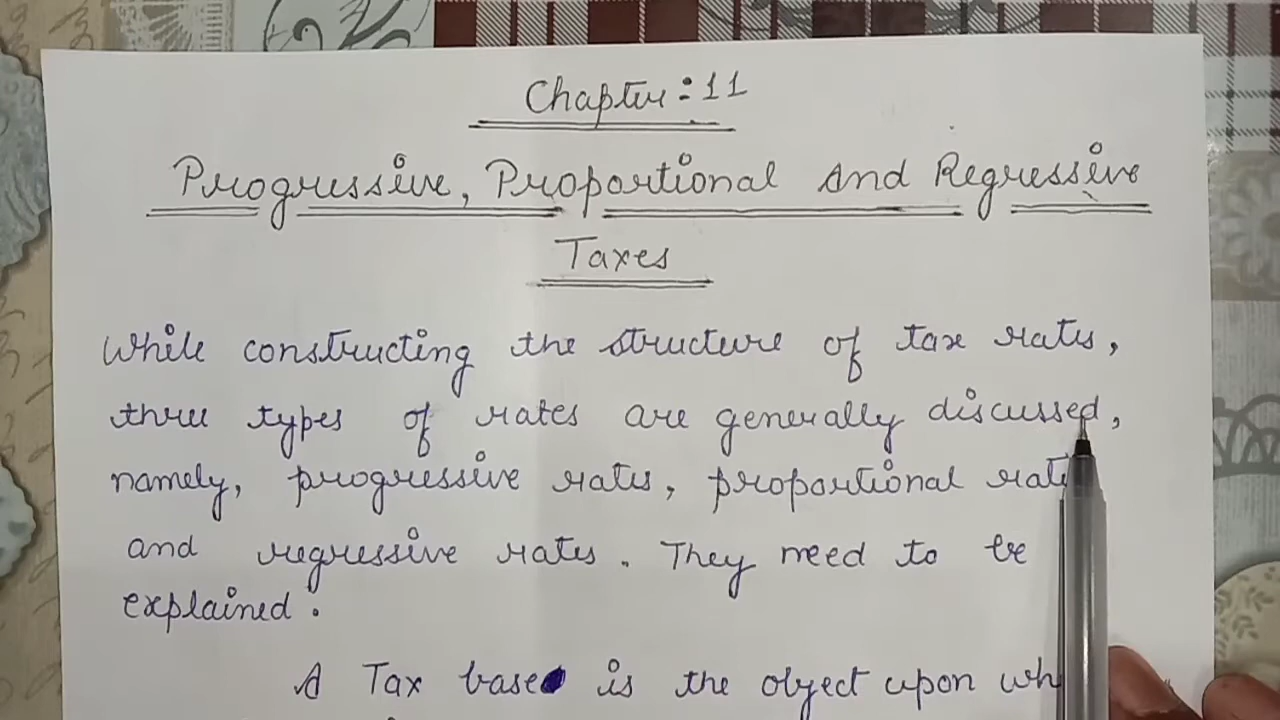 Chapter: 11
Progressive, Proportional And Regressive
Taxes
While constructing the structure of tax rates,
three types of rates are generally discussed,
namely, progressive rates, proportional
and regressive rates. They need to be
explained.
A Tax base is the object upon